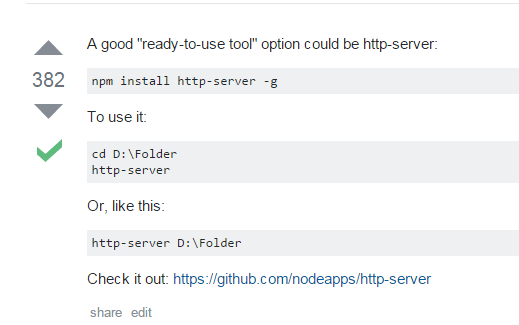 A good "ready-to-use tool" option could be http-server:
382
npm install http-server -g
To use it:
cd D:\Folder
http-server
Or, like this:
http-server D:\Folder
Check it out: https://github.com/nodeapps/http-server
share edit